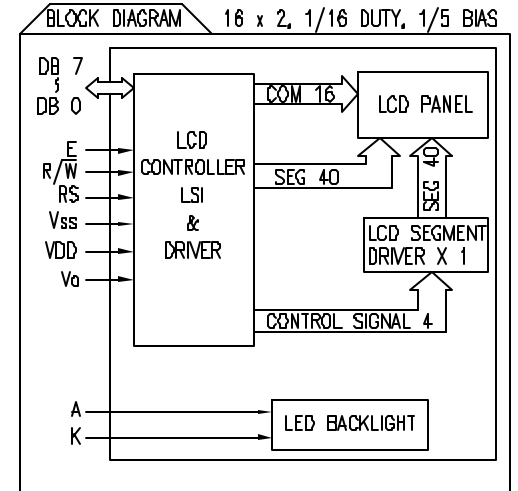 BLOCK DIAGRAM 16 x 2, 1/16 DUTY, 1/5 BIAS
DB 7
DB 0
E
R/W̅
RS
Vss
VDD
Vo
LCD
CONTROLLER
LSI
&
DRIVER
COM 16
SEG 40
LCD PANEL
SEG 40
LCD SEGMENT
DRIVER X 1
CONTROL SIGNAL 4
A
K
LED BACKLIGHT